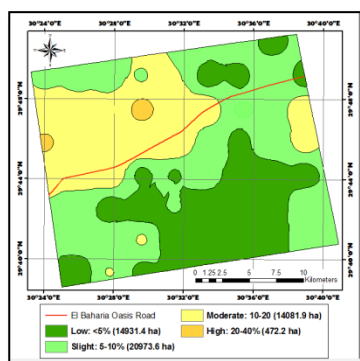 30°24'0"E 30°28'0"E 30°32'0"E 30°36'0"E 30°40'0"E
N
0 1.25 2.5 5 7.5 10
Kilometers
30°24'0"E 30°28'0"E 30°32'0"E 30°36'0"E 30°40'0"E
El Baharia Oasis Road
Low: <5% (14931.4 ha)
Slight: 5-10% (20973.6 ha)
Moderate: 10-20 (14081.9 ha)
High: 20-40% (472.2 ha)